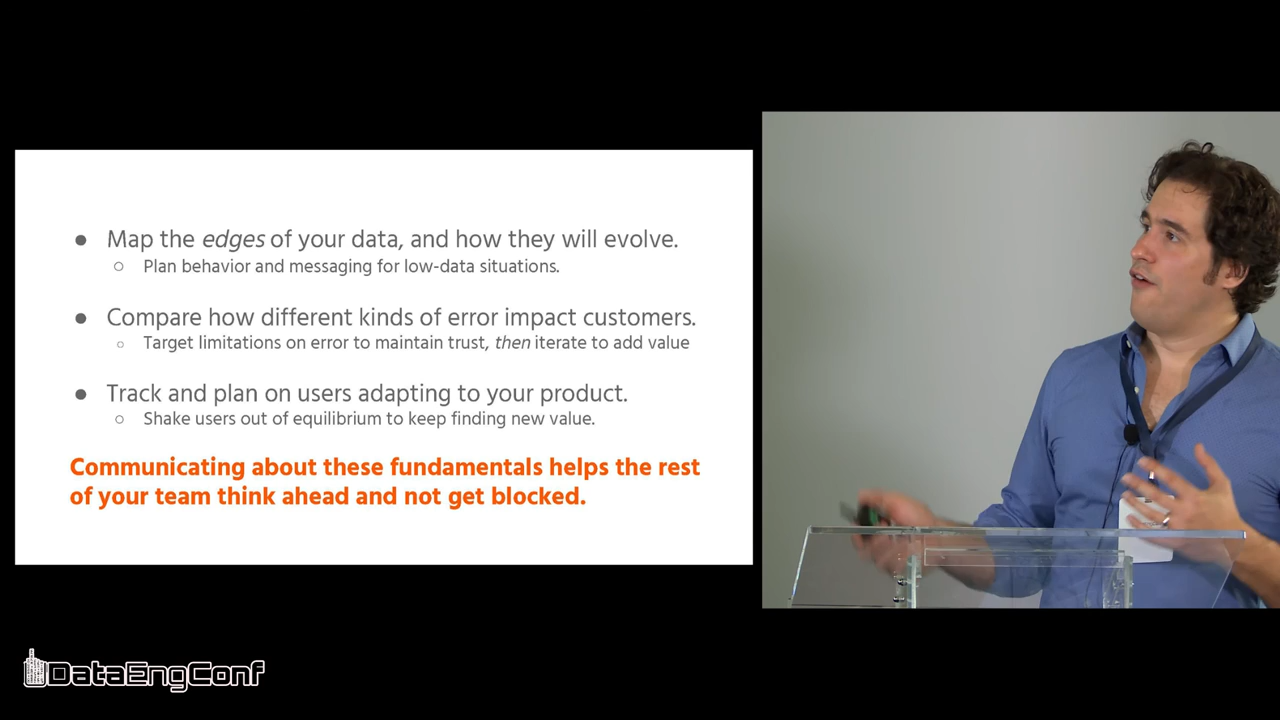 ● Map the edges of your data, and how they will evolve.
○ Plan behavior and messaging for low-data situations.
● Compare how different kinds of error impact customers.
○ Target limitations on error to maintain trust, then iterate to add value
● Track and plan on users adapting to your product.
○ Shake users out of equilibrium to keep finding new value.
Communicating about these fundamentals helps the rest
of your team think ahead and not get blocked.
DataEngConf